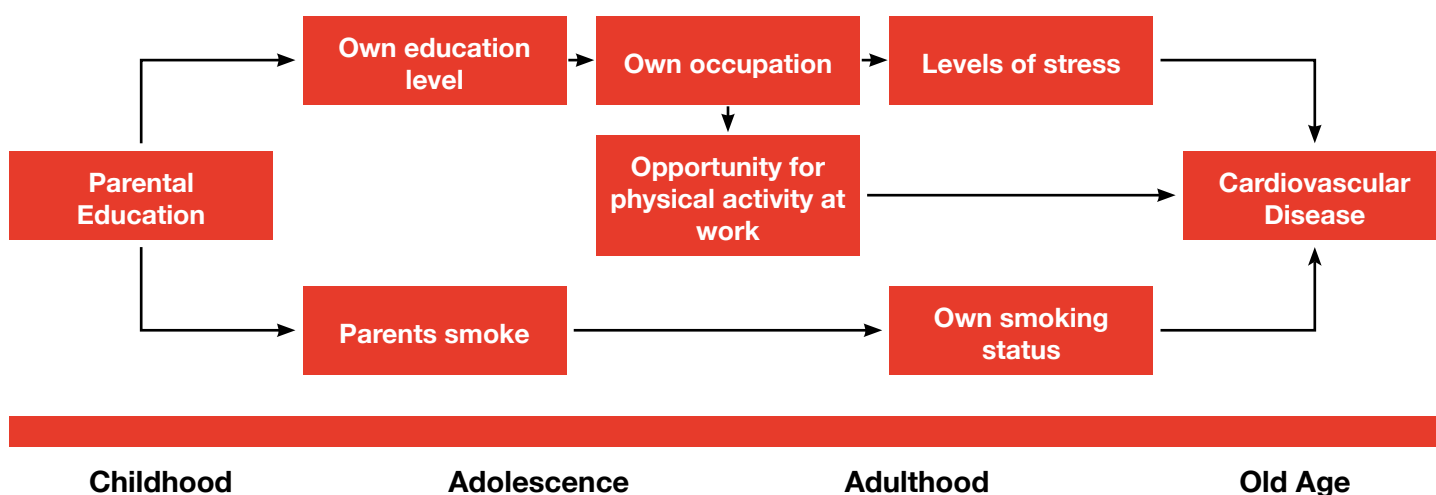 Own education
level
Own occupation
Levels of stress
Parental
Education
Opportunity for
physical activity at
work
Cardiovascular
Disease
Parents smoke
Own smoking
status
Childhood
Adolescence
Adulthood
Old Age